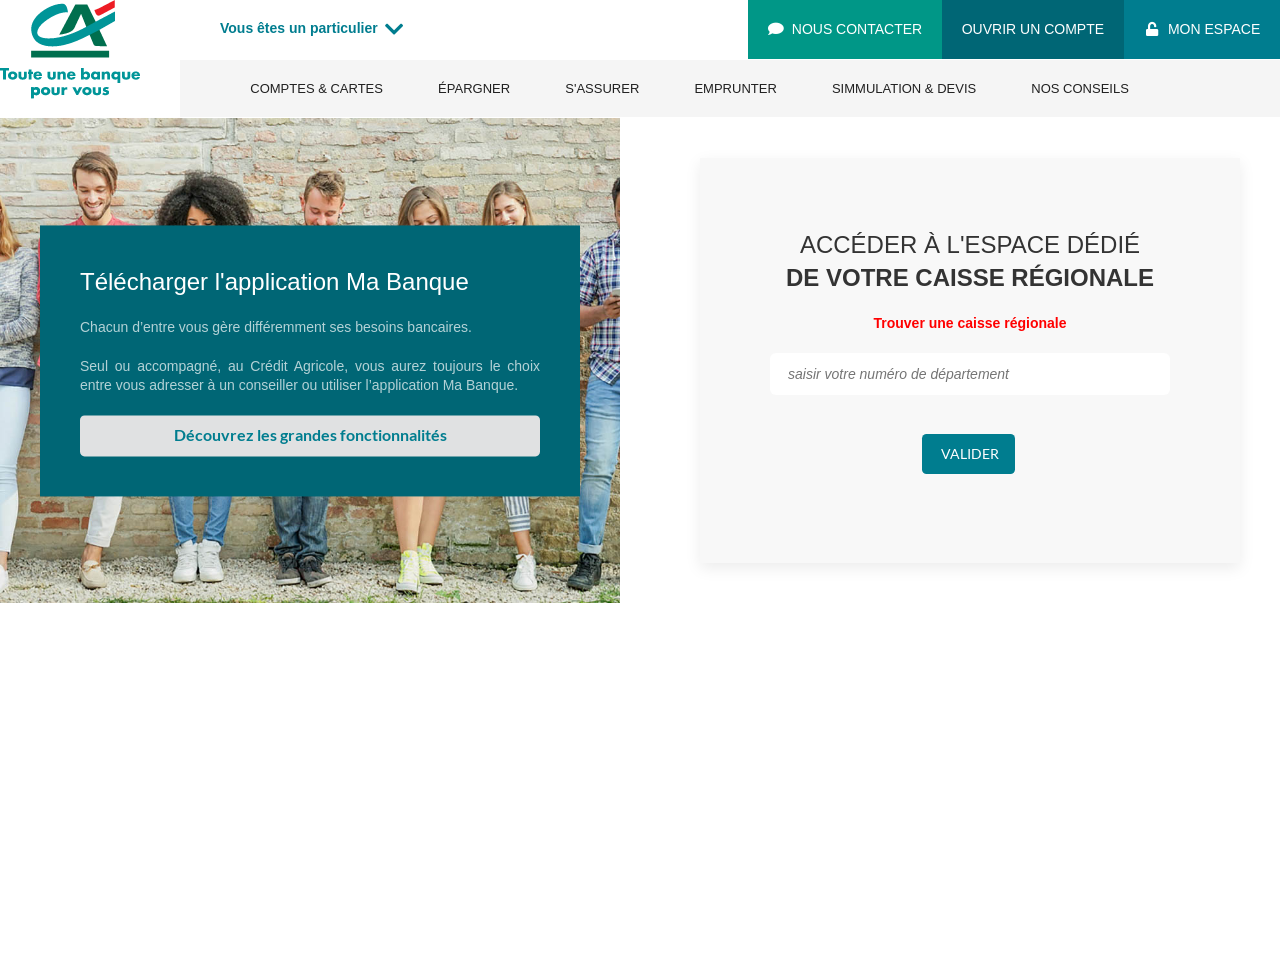 Toute une banque
pour vous
Vous êtes un particulier
NOUS CONTACTER
OUVRIR UN COMPTE
MON ESPACE
COMPTES & CARTES
ÉPARGNER
S'ASSURER
EMPRUNTER
SIMMULATION & DEVIS
NOS CONSEILS
Télécharger l'application Ma Banque
Chacun d’entre vous gère différemment ses besoins bancaires.
Seul ou accompagné, au Crédit Agricole, vous aurez toujours le choix
entre vous adresser à un conseiller ou utiliser l’application Ma Banque.
Découvrez les grandes fonctionnalités
ACCÉDER À L'ESPACE DÉDIÉ
DE VOTRE CAISSE RÉGIONALE
Trouver une caisse régionale
saisir votre numéro de département
VALIDER